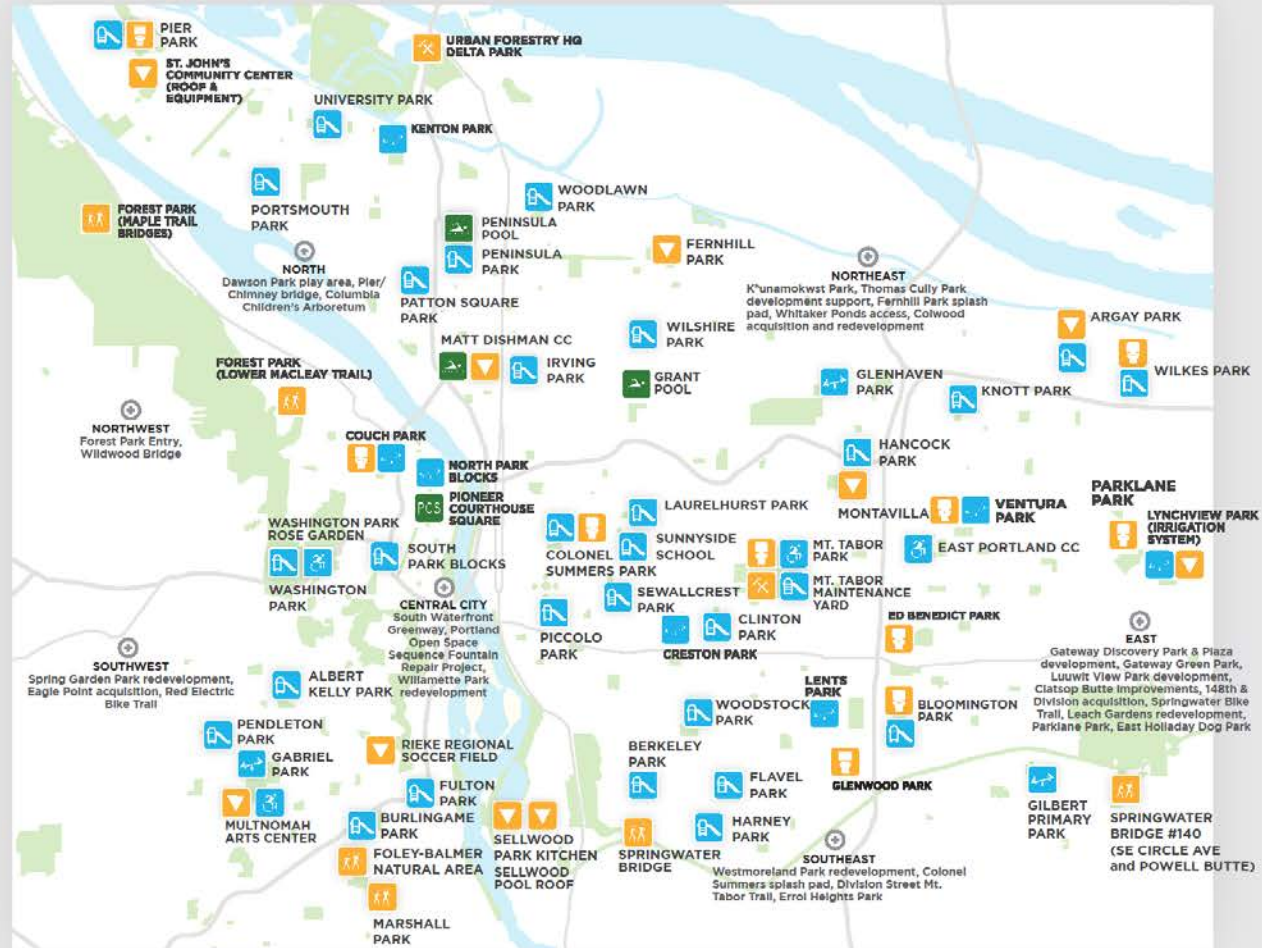 PIER
PARK
ST. JOHN'S
COMMUNITY CENTER
(ROOF &
EQUIPMENT)
URBAN FORESTRY HQ
DELTA PARK
UNIVERSITY PARK
KENTON PARK
FOREST PARK
(MAPLE TRAIL
BRIDGES)
PORTSMOUTH
PARK
WOODLAWN
PARK
PENINSULA
POOL
PENINSULA
PARK
FERNHILL
PARK
NORTH
Dawson Park play area, Pier/
Chimney bridge, Columbia
Children's Arboretum
PATTON SQUARE
PARK
NORTHEAST
Kʰunamokwst Park, Thomas Cully Park
development support, Fernhill Park splash
pad, Whitaker Ponds access, Colwood
acquisition and redevelopment
ARGAY PARK
WILSHIRE
PARK
MATT DISHMAN CC
IRVING
PARK
FOREST PARK
(LOWER MACLEAY TRAIL)
GRANT
POOL
GLENHAVEN
PARK
KNOTT PARK
WILKES PARK
NORTHWEST
Forest Park Entry,
Wildwood Bridge
COUCH PARK
NORTH PARK
BLOCKS
HANCOCK
PARK
PCS
PIONEER
COURTHOUSE
SQUARE
LAURELHURST PARK
MONTAVILLA
VENTURA
PARK
PARKLANE
PARK
LYNCHVIEW PARK
(IRRIGATION
SYSTEM)
WASHINGTON PARK
ROSE GARDEN
WASHINGTON
PARK
SOUTH
PARK BLOCKS
COLONEL
SUMMERS PARK
SUNNYSIDE
SCHOOL
MT. TABOR
PARK
EAST PORTLAND CC
MT. TABOR
MAINTENANCE
YARD
CENTRAL CITY
South Waterfront
Greenway, Portland
Open Space
Sequence Fountain
Repair Project,
Willamette Park
redevelopment
SEWALLCREST
PARK
PICCOLO
PARK
CLINTON
PARK
CRESTON PARK
ED BENEDICT PARK
SOUTHWEST
Spring Garden Park redevelopment,
Eagle Point acquisition, Red Electric
Bike Trail
EAST
Gateway Discovery Park & Plaza
development, Gateway Green Park,
Luuwit View Park development,
Clatsop Butte improvements, 148th &
Division acquisition, Springwater Bike
Trail, Leach Gardens redevelopment,
Parklane Park, East Holladay Dog Park
ALBERT
KELLY PARK
LENTS
PARK
WOODSTOCK
PARK
BLOOMINGTON
PARK
PENDLETON
PARK
GABRIEL
PARK
RIEKE REGIONAL
SOCCER FIELD
BERKELEY
PARK
FLAVEL
PARK
GLENWOOD PARK
FULTON
PARK
MULTNOMAH
ARTS CENTER
BURLINGAME
PARK
SELLWOOD
PARK KITCHEN
SELLWOOD
POOL ROOF
HARNEY
PARK
GILBERT
PRIMARY
PARK
SPRINGWATER
BRIDGE #140
(SE CIRCLE AVE
and POWELL BUTTE)
FOLEY-BALMER
NATURAL AREA
SPRINGWATER
BRIDGE
SOUTHEAST
Westmoreland Park redevelopment, Colonel
Summers splash pad, Division Street Mt.
Tabor Trail, Errol Heights Park
MARSHALL
PARK